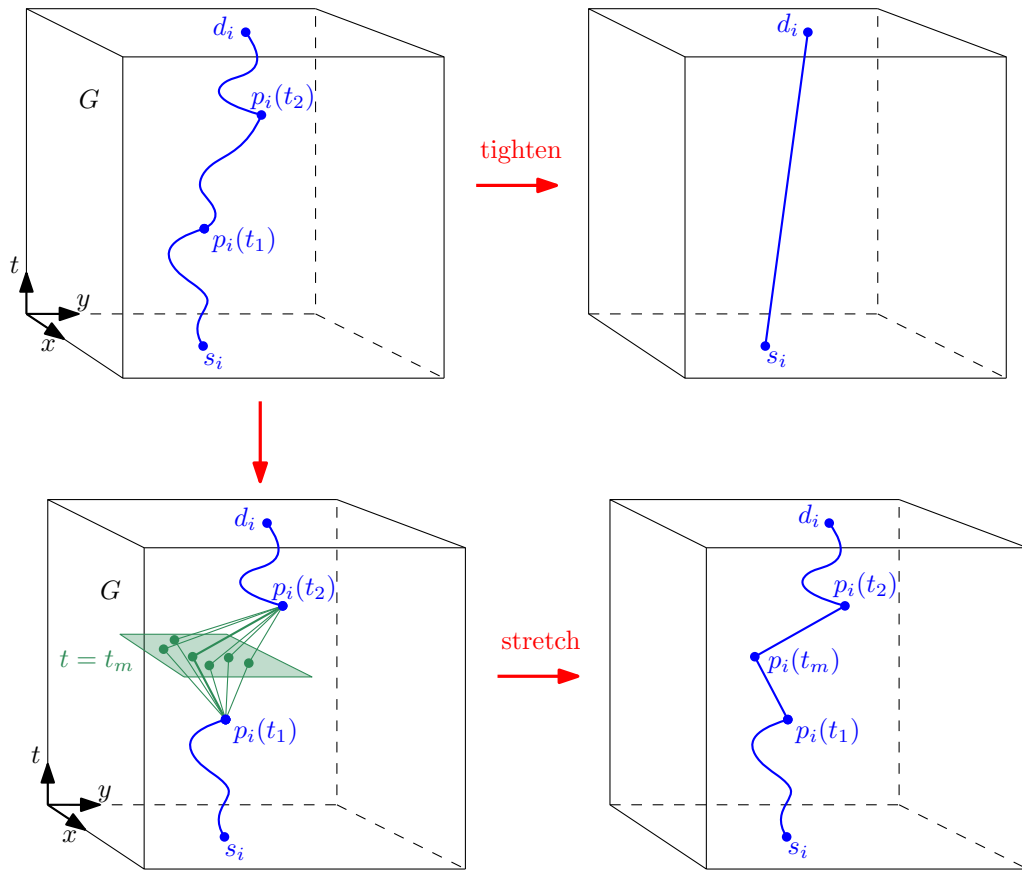 d_i
d_i
G
p_i(t_2)
tighten
p_i(t_1)
t
y
x
s_i
s_i
d_i
d_i
G
p_i(t_2)
p_i(t_2)
stretch
t = t_m
p_i(t_m)
p_i(t_1)
p_i(t_1)
t
y
x
s_i
s_i